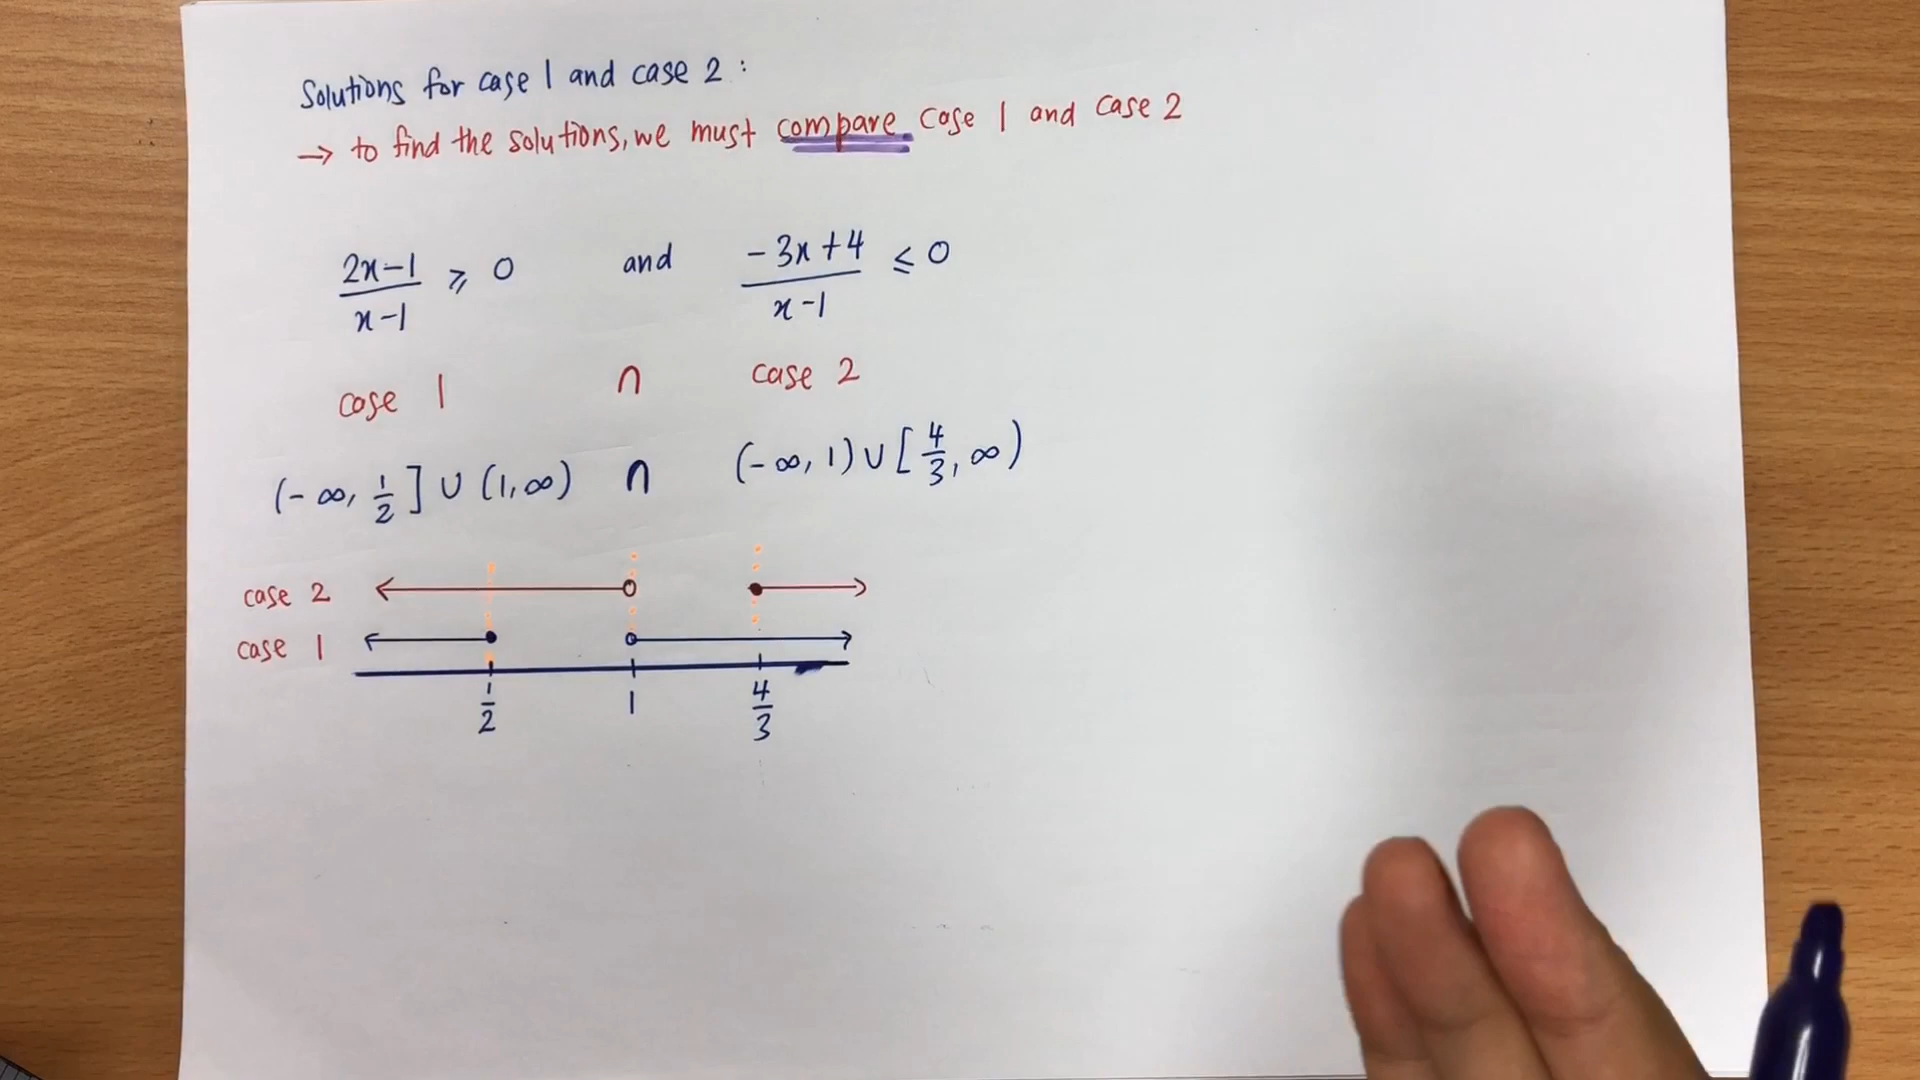 Solutions for case 1 and case 2 :
→ to find the solutions, we must compare case 1 and case 2
2x-1/x-1 ⩾ 0 and -3x+4/x-1 ⩽ 0
case 1 ∩ case 2
(-∞, 1/2] ∪ (1, ∞) ∩ (-∞, 1) ∪ [4/3, ∞)
case 2
case 1
1/2 1 4/3